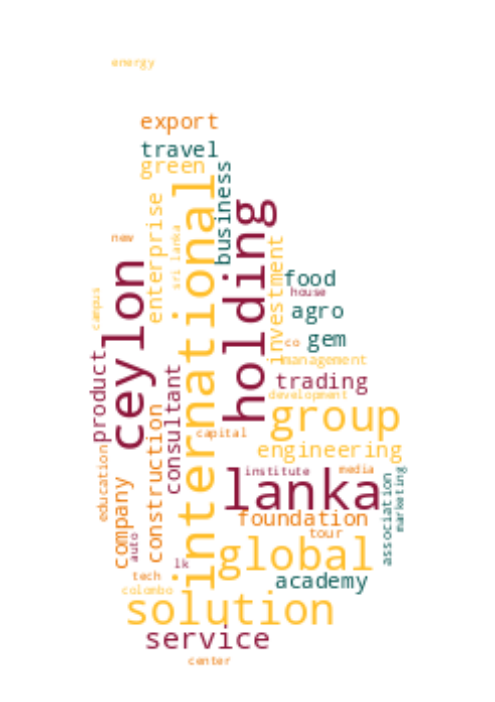 energy
export
travel
green
business
international
holding
enterprise
sri lanka
new
ceylon
investment
food
house
campus
agro
gem
co
management
product
consultant
trading
development
construction
group
capital
education
engineering
company
lanka
institute
media
association
marketing
foundation
tour
auto
global
lk
tech
academy
colombo
solution
service
center